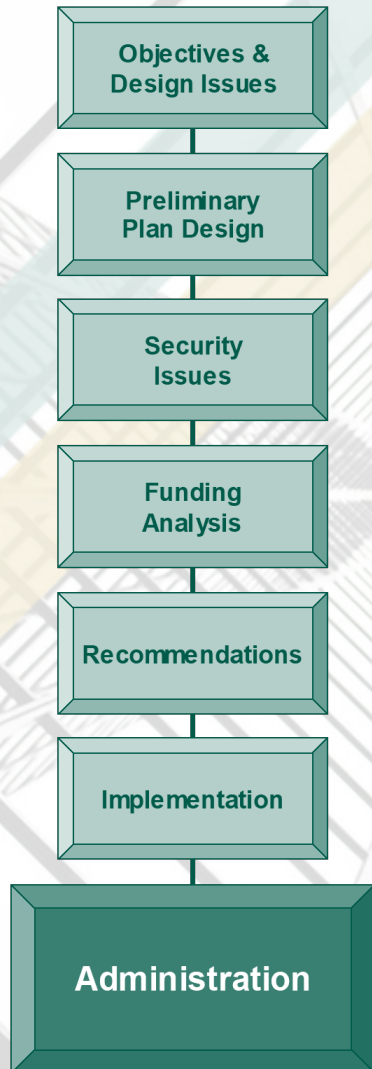 Objectives &
Design Issues
Preliminary
Plan Design
Security
Issues
Funding
Analysis
Recommendations
Implementation
Administration